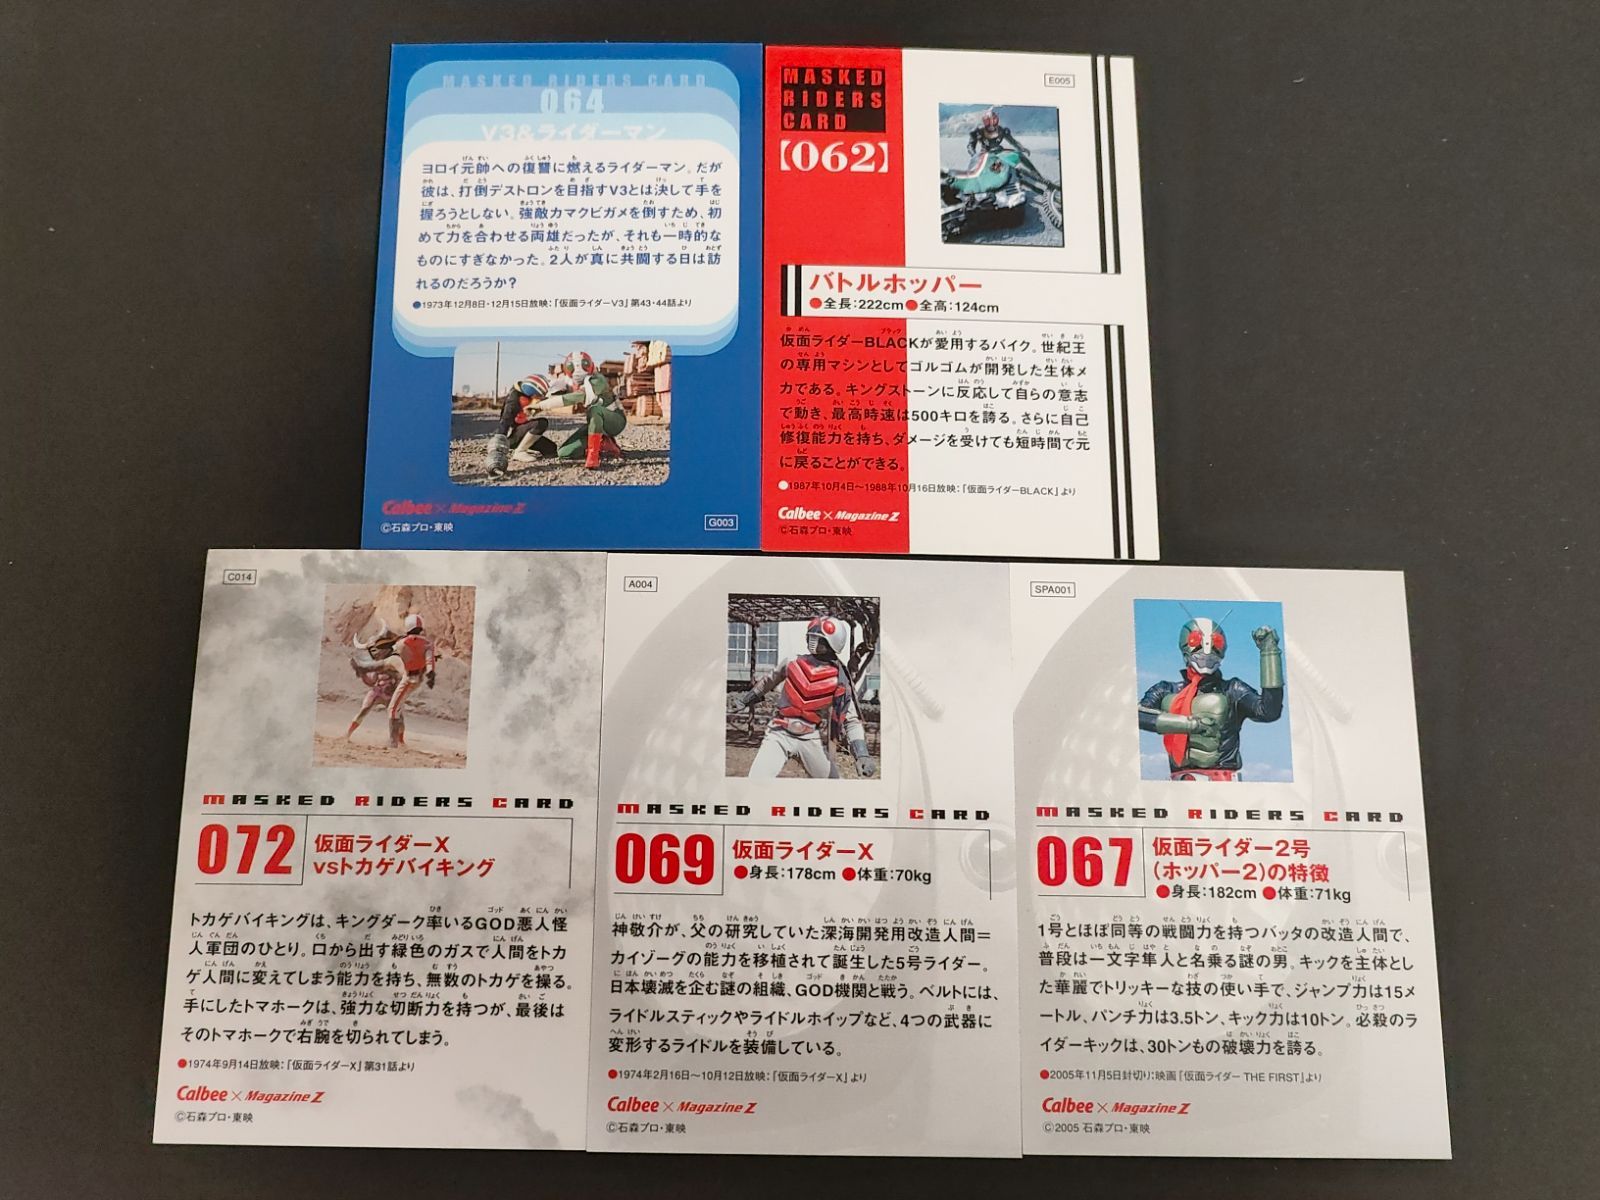 MASKED RIDERS CARD
064
V3&ライダーマン
ヨロイ元帥への復讐に燃えるライダーマン。だが
彼は、打倒デストロンを目指すV3とは決して手を
握ろうとしない。強敵カマクビガメを倒すため、初
めて力を合わせる両雄だったが、それも一時的な
ものにすぎなかった。2人が真に共闘する日は訪
れるのだろうか?
●1973年12月8日・12月15日放映:「仮面ライダーV3」第43・44話より
Calbee×Magazine Z
©石森プロ・東映
G003
MASKED
RIDERS
CARD
【062】
E005
バトルホッパー
●全長:222cm ●全高:124cm
仮面ライダーBLACKが愛用するバイク。世紀王
の専用マシンとしてゴルゴムが開発した生体メ
カである。キングストーンに反応して自らの意志
で動き、最高時速は500キロを誇る。さらに自己
修復能力を持ち、ダメージを受けても短時間で元
に戻ることができる。
●1987年10月4日〜1988年10月16日放映:「仮面ライダーBLACK」より
Calbee×Magazine Z
©石森プロ・東映
C014
MASKED RIDERS CARD
072
仮面ライダーX
vsトカゲバイキング
トカゲバイキングは、キングダーク率いるGOD悪人怪
人軍団のひとり。口から出す緑色のガスで人間をトカ
ゲ人間に変えてしまう能力を持ち、無数のトカゲを操る。
手にしたトマホークは、強力な切断力を持つが、最後は
そのトマホークで右腕を切られてしまう。
●1974年9月14日放映:「仮面ライダーX」第31話より
Calbee×Magazine Z
©石森プロ・東映
A004
MASKED RIDERS CARD
069
仮面ライダーX
●身長:178cm ●体重:70kg
神敬介が、父の研究していた深海開発用改造人間=
カイゾーグの能力を移植されて誕生した5号ライダー。
日本壊滅を企む謎の組織、GOD機関と戦う。ベルトには、
ライドルスティックやライドルホイップなど、4つの武器に
変形するライドルを装備している。
●1974年2月16日〜10月12日放映:「仮面ライダーX」より
Calbee×Magazine Z
©石森プロ・東映
SPA001
MASKED RIDERS CARD
067
仮面ライダー2号
(ホッパー2)の特徴
●身長:182cm ●体重:71kg
1号とほぼ同等の戦闘力を持つバッタの改造人間で、
普段は一文字隼人と名乗る謎の男。キックを主体とし
た華麗でトリッキーな技の使い手で、ジャンプ力は15メ
ートル、パンチ力は3.5トン、キック力は10トン。必殺のラ
イダーキックは、30トンもの破壊力を誇る。
●2005年11月5日封切り:映画「仮面ライダー THE FIRST」より
Calbee×Magazine Z
©2005 石森プロ・東映